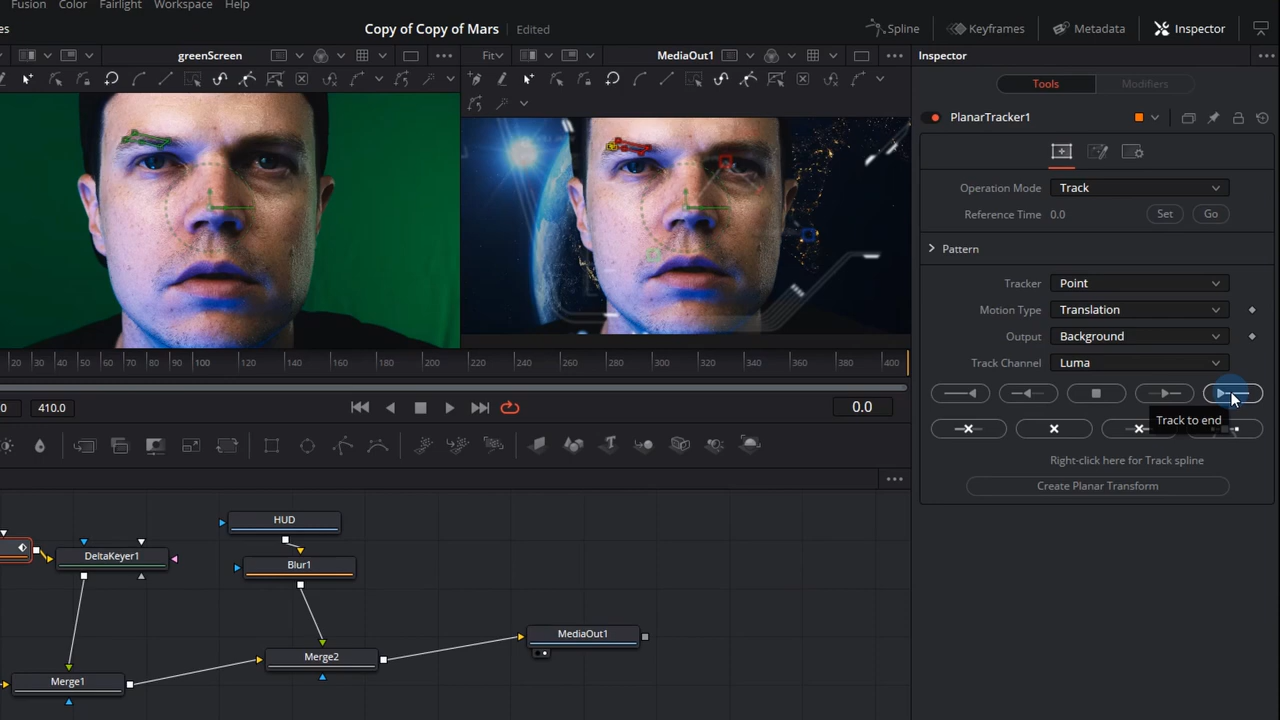 Fusion Color Fairlight Workspace Help
es
Copy of Copy of Mars Edited
Spline Keyframes Metadata Inspector
greenScreen
Fit
MediaOut1
Inspector
Tools Modifiers
PlanarTracker1
Operation Mode Track
Reference Time 0.0 Set Go
Pattern
Tracker Point
Motion Type Translation
Output Background
Track Channel Luma
Track to end
Right-click here for Track spline
Create Planar Transform
20 30 40 50 60 70 80 90 100 120 140 160 180 200 220 240 260 280 300 320 340 360 380 400
0 410.0
0.0
HUD
DeltaKeyer1
Blur1
MediaOut1
Merge2
Merge1